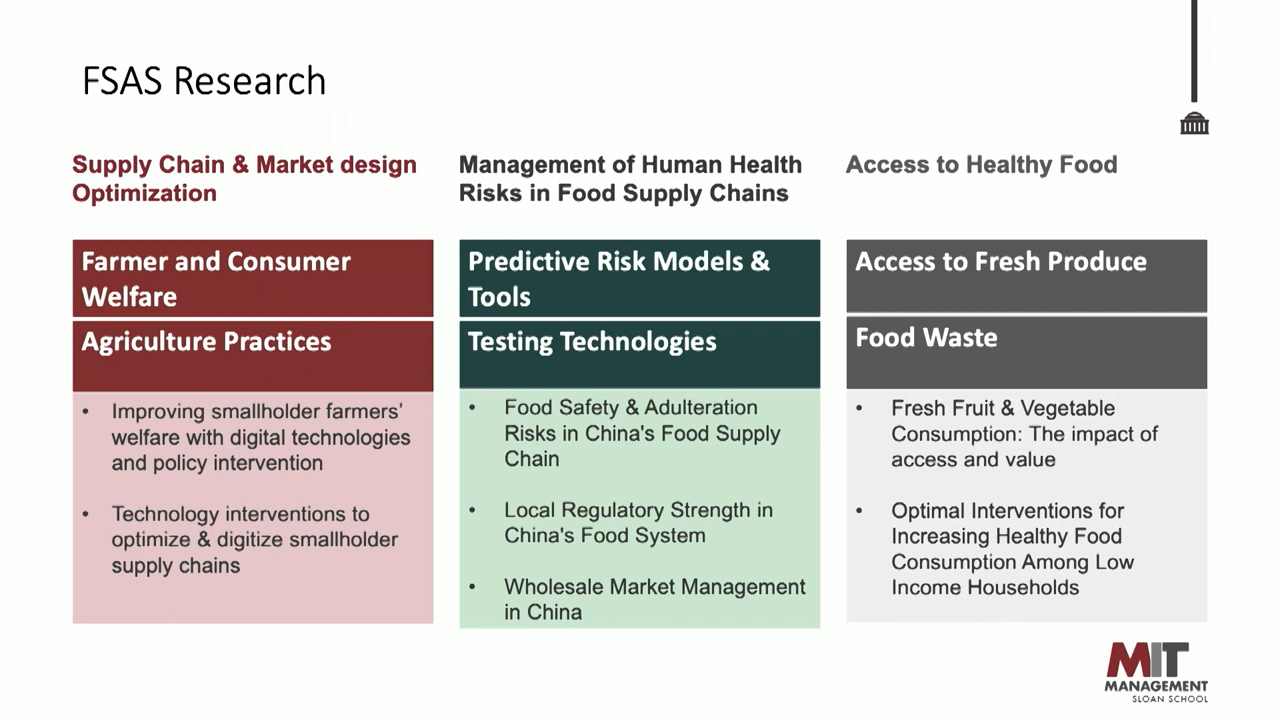 FSAS Research
Supply Chain & Market design
Optimization
Farmer and Consumer
Welfare
Agriculture Practices
• Improving smallholder farmers’
welfare with digital technologies
and policy intervention
• Technology interventions to
optimize & digitize smallholder
supply chains
Management of Human Health
Risks in Food Supply Chains
Predictive Risk Models &
Tools
Testing Technologies
• Food Safety & Adulteration
Risks in China's Food Supply
Chain
• Local Regulatory Strength in
China's Food System
• Wholesale Market Management
in China
Access to Healthy Food
Access to Fresh Produce
Food Waste
• Fresh Fruit & Vegetable
Consumption: The impact of
access and value
• Optimal Interventions for
Increasing Healthy Food
Consumption Among Low
Income Households
MIT
MANAGEMENT
SLOAN SCHOOL